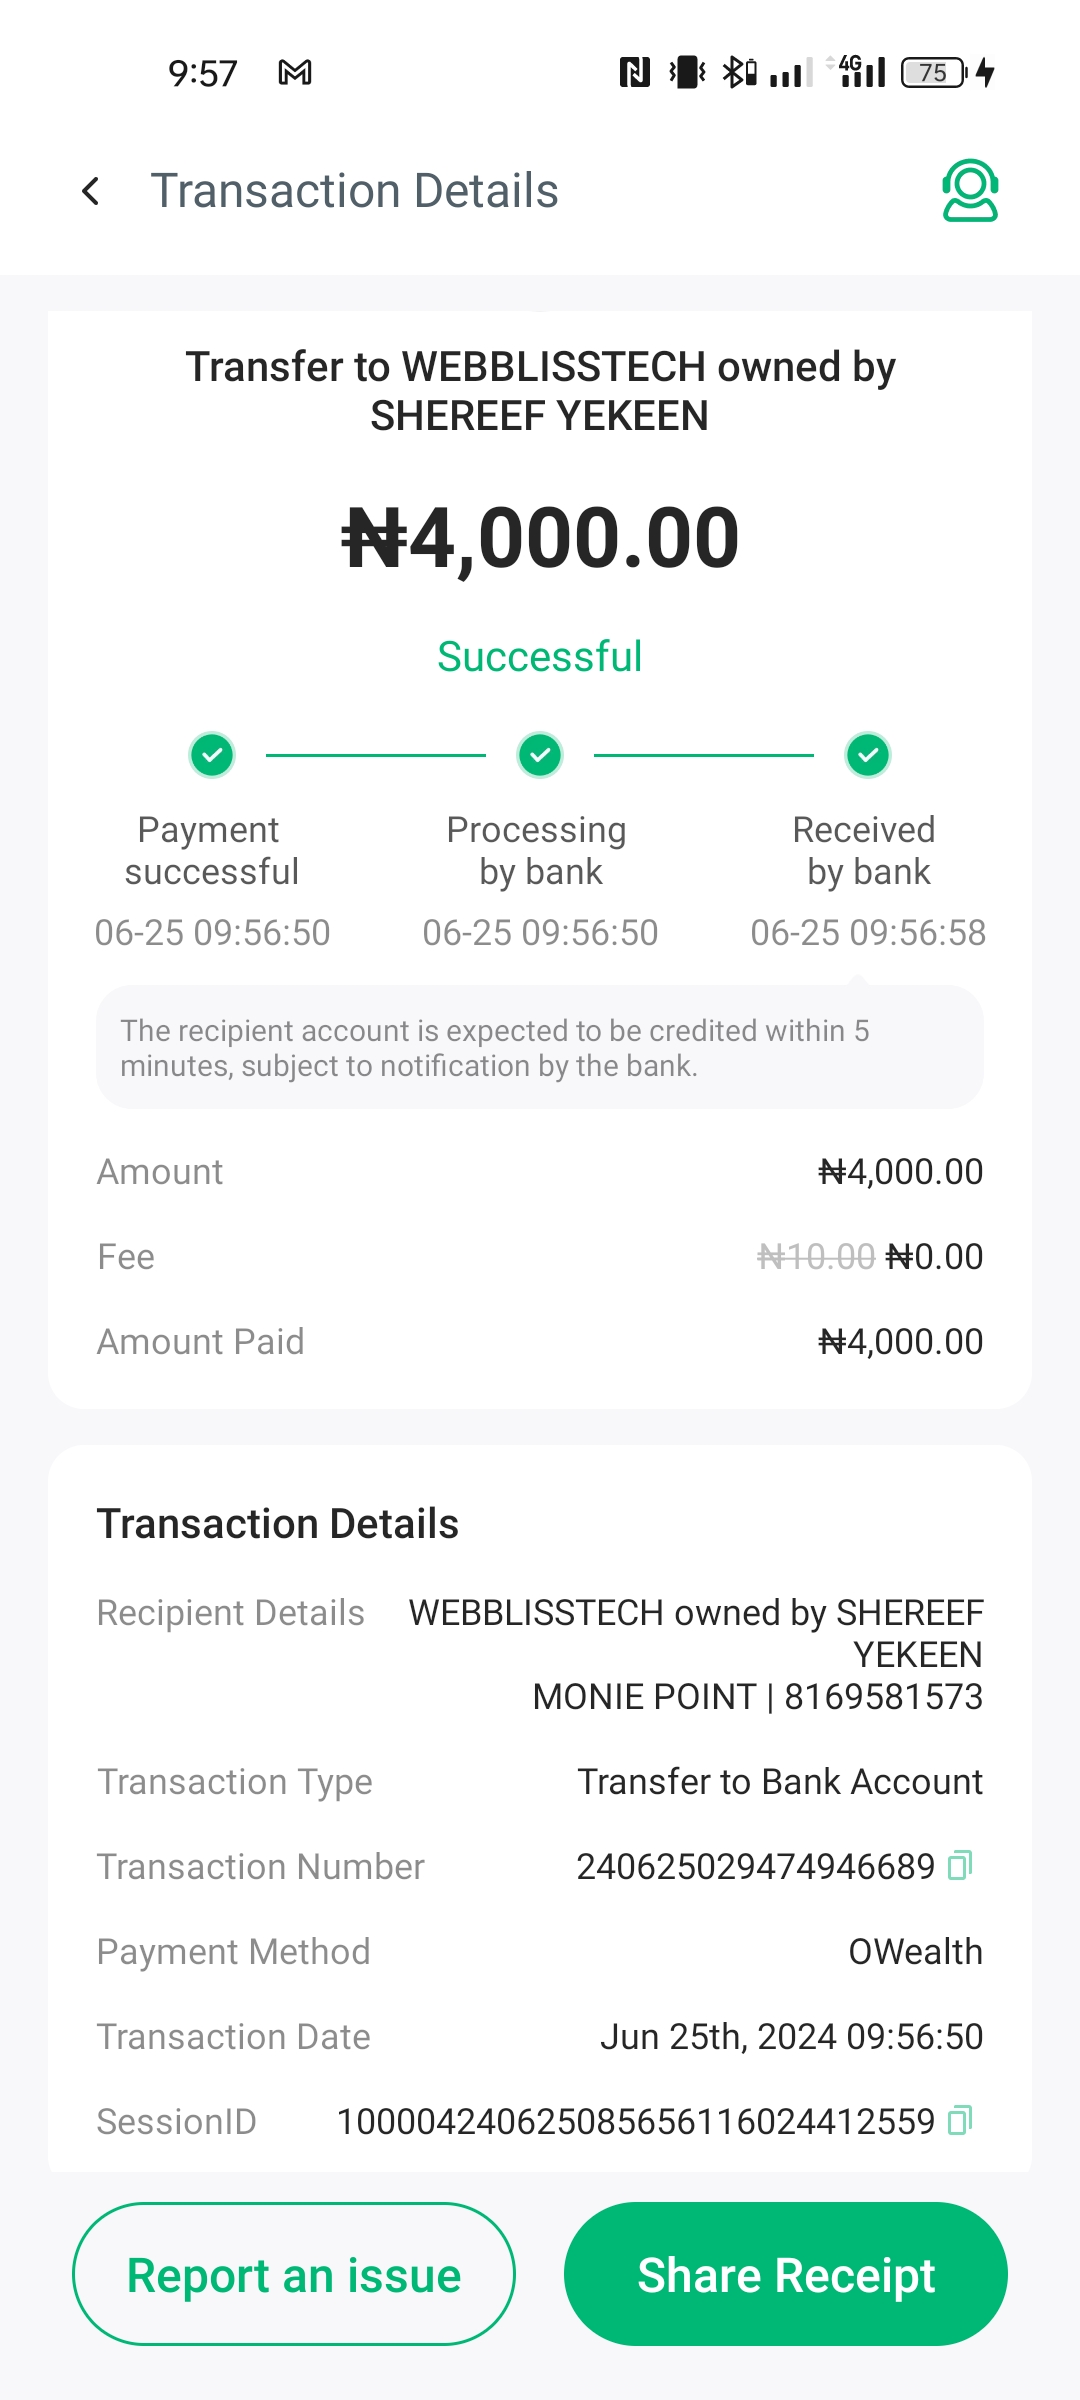 9:57
4G
75
Transaction Details
Transfer to WEBBLISSTECH owned by
SHEREEF YEKEEN
₦4,000.00
Successful
Payment
successful
06-25 09:56:50
Processing
by bank
06-25 09:56:50
Received
by bank
06-25 09:56:58
The recipient account is expected to be credited within 5
minutes, subject to notification by the bank.
Amount ₦4,000.00
Fee ₦10.00 ₦0.00
Amount Paid ₦4,000.00
Transaction Details
Recipient Details WEBBLISSTECH owned by SHEREEF
YEKEEN
MONIE POINT | 8169581573
Transaction Type Transfer to Bank Account
Transaction Number 240625029474946689
Payment Method OWealth
Transaction Date Jun 25th, 2024 09:56:50
SessionID 100004240625085656116024412559
Report an issue Share Receipt